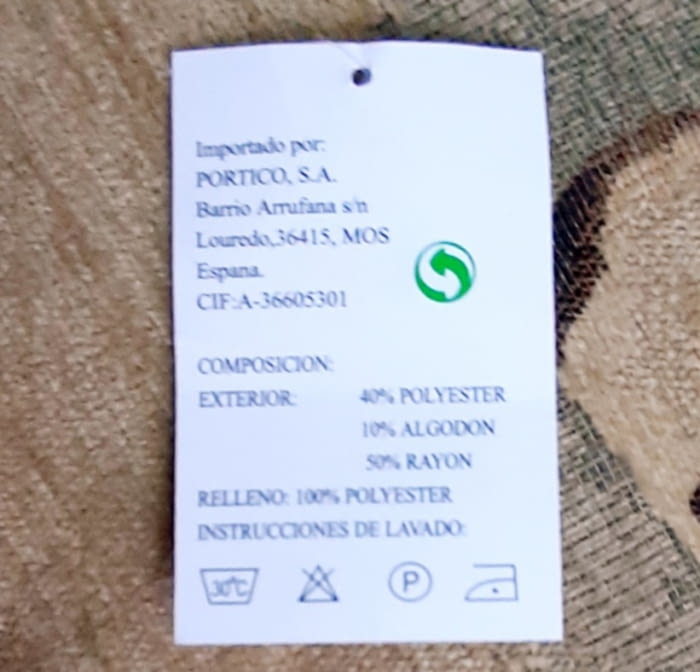 Importado por:
PORTICO, S.A.
Barrio Arrufana s/n
Louredo,36415, MOS
Espana.
CIF:A-36605301
COMPOSICION:
EXTERIOR: 40% POLYESTER
10% ALGODON
50% RAYON
RELLENO: 100% POLYESTER
INSTRUCCIONES DE LAVADO:
30°C P